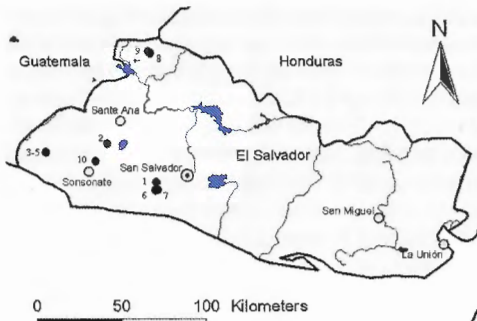 N
Guatemala
9
8
Honduras
Santa Ana
2
3-5
10
San Salvador
El Salvador
Sonsonate
1
6
7
San Miguel
La Unión
0 50 100 Kilometers